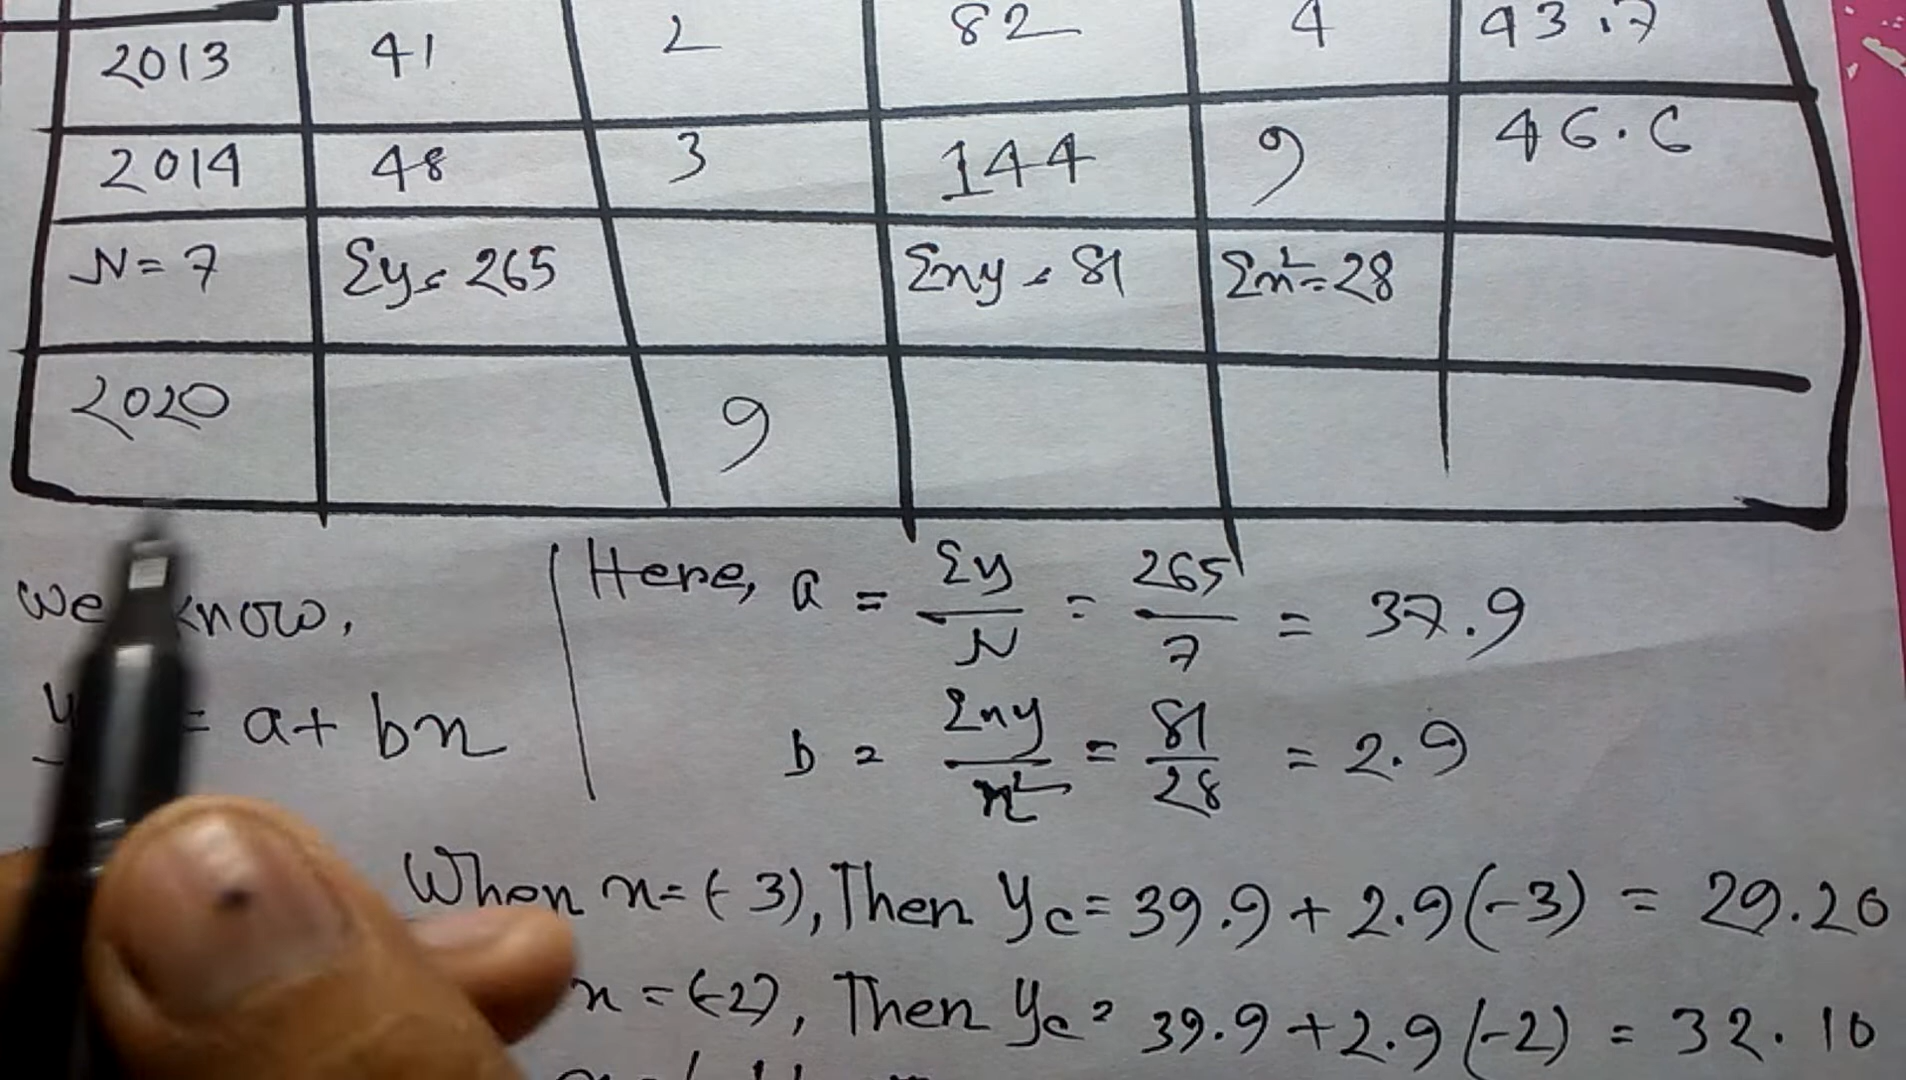 2013 41 2 82 4 43.7
2014 48 3 144 9 46.6
N=7 Σy=265 Σxy=81 Σx²=28
2020 9
We know,
= a+bx
Here, a = Σy/N = 265/7 = 37.9
b = Σxy/x² = 81/28 = 2.9
When x=(-3), Then yc = 39.9+2.9(-3) = 29.20
x=(-2), Then yc = 39.9+2.9(-2) = 32.10